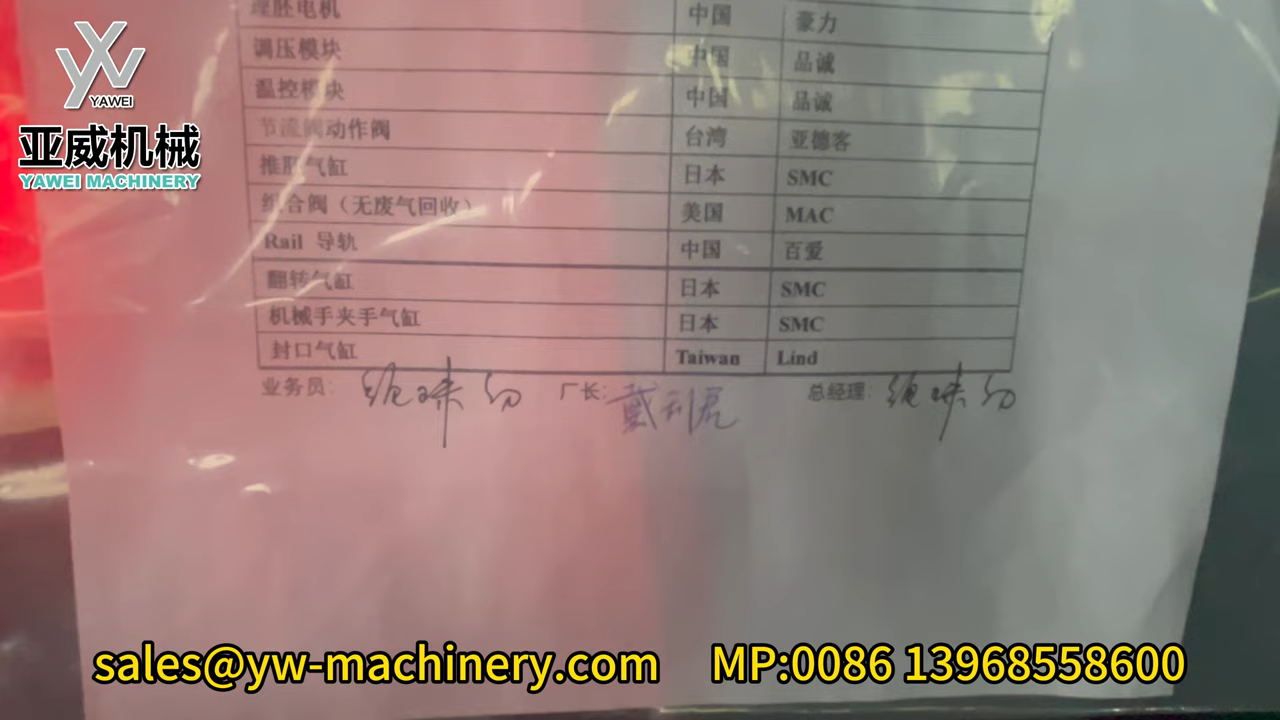 YAWEI
亚威机械
YAWEI MACHINERY
理胚电机 中国 豪力
调压模块 中国 品诚
温控模块 中国 品诚
节流阀动作阀 台湾 亚德客
推胚气缸 日本 SMC
组合阀（无废气回收） 美国 MAC
Rail 导轨 中国 百爱
翻转气缸 日本 SMC
机械手夹手气缸 日本 SMC
封口气缸 Taiwan Lind
业务员: 厂长: 总经理:
sales@yw-machinery.com MP:0086 13968558600